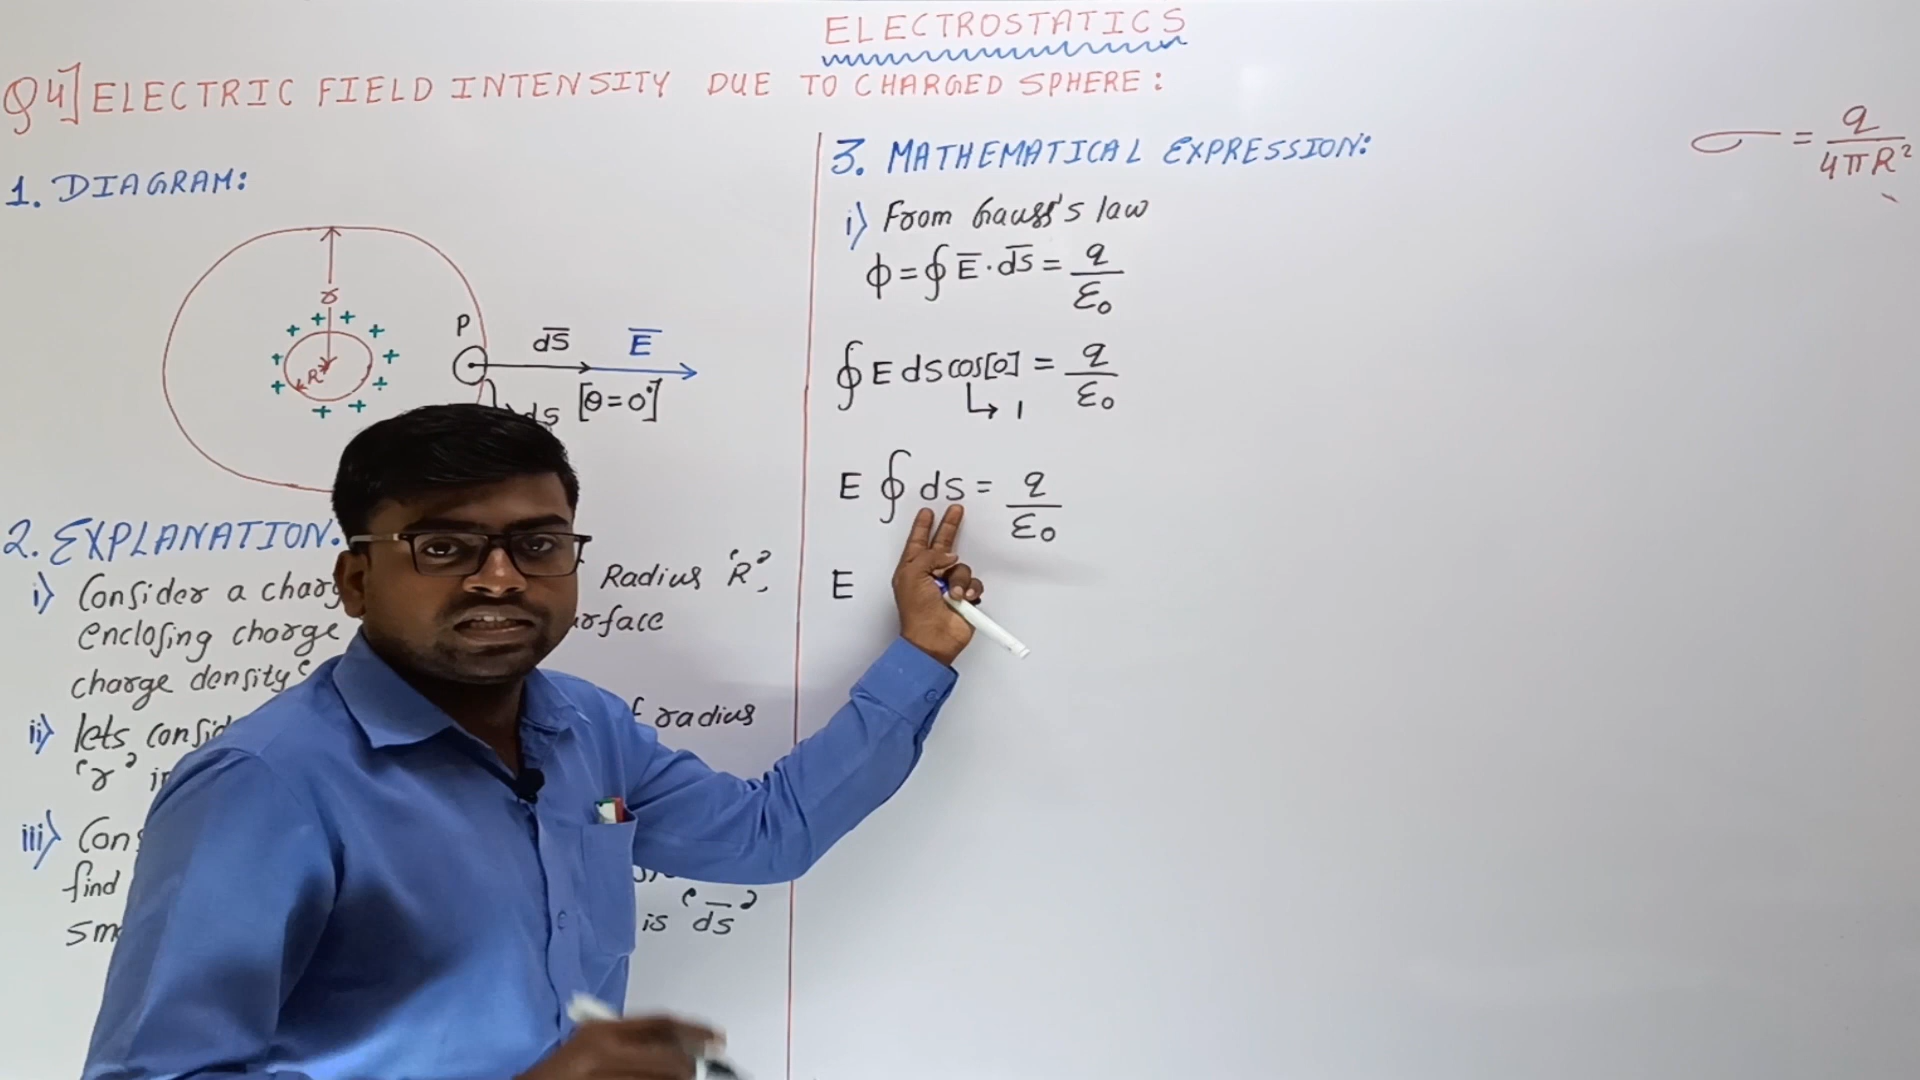 ELECTROSTATICS
Q4] ELECTRIC FIELD INTENSITY DUE TO CHARGED SPHERE:
1. DIAGRAM:
r
R
P
dS̅
E̅
ds
[θ=0°]
2. EXPLANATION:
i) Consider a charg Radius 'R',
enclosing charge urface
charge density '
ii) lets consid f radius
'r' i
iii) Con
find
sm is 'ds̅'
3. MATHEMATICAL EXPRESSION:
i) From Gauss's law
ϕ = ∮ E̅ · ds̅ = q/ε₀
∮ E ds cos[0] = q/ε₀
↳ 1
E ∮ ds = q/ε₀
E
σ = q/4πR²